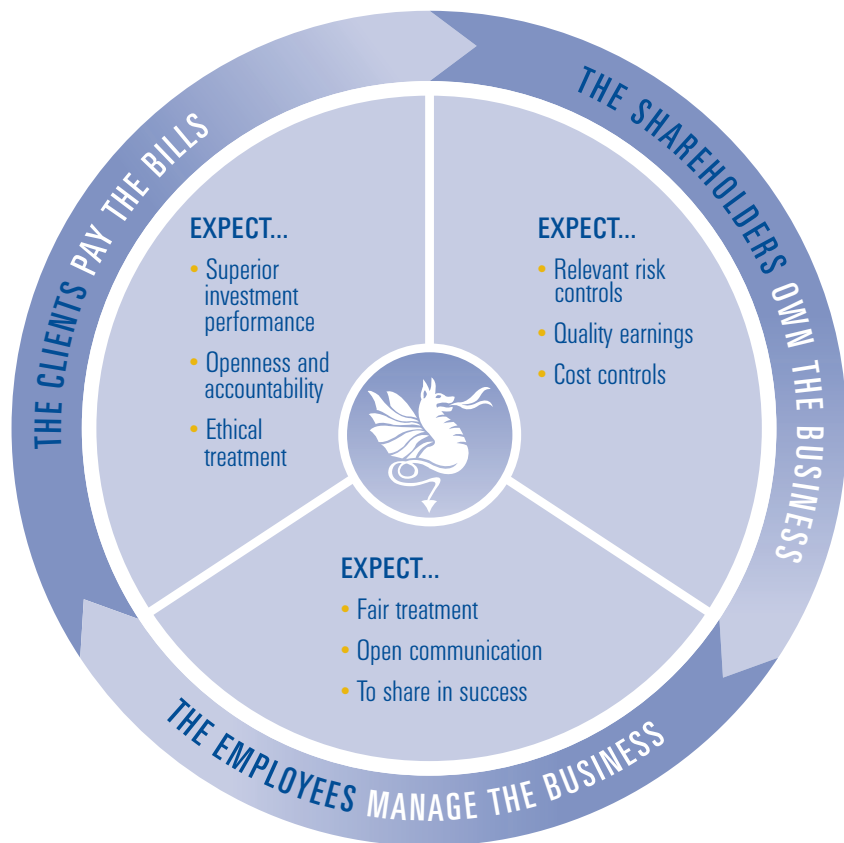 THE CLIENTS PAY THE BILLS
EXPECT...
• Superior
investment
performance
• Openness and
accountability
• Ethical
treatment
THE SHAREHOLDERS OWN THE BUSINESS
EXPECT...
• Relevant risk
controls
• Quality earnings
• Cost controls
EXPECT...
• Fair treatment
• Open communication
• To share in success
THE EMPLOYEES MANAGE THE BUSINESS